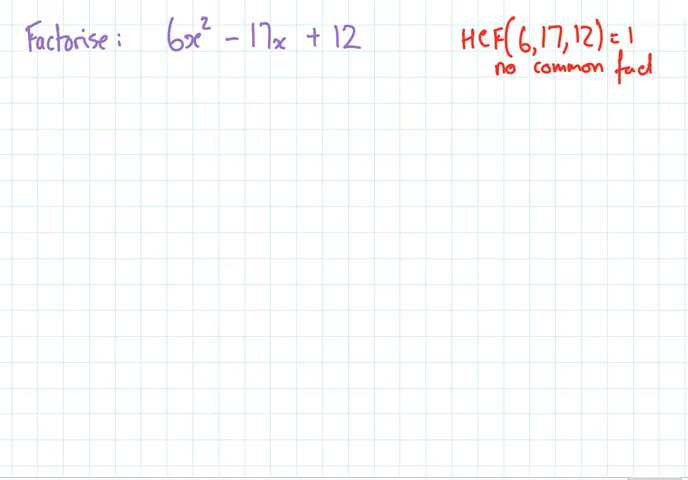 Factorise: 6x² - 17x + 12
HCF(6,17,12)=1
no common fact